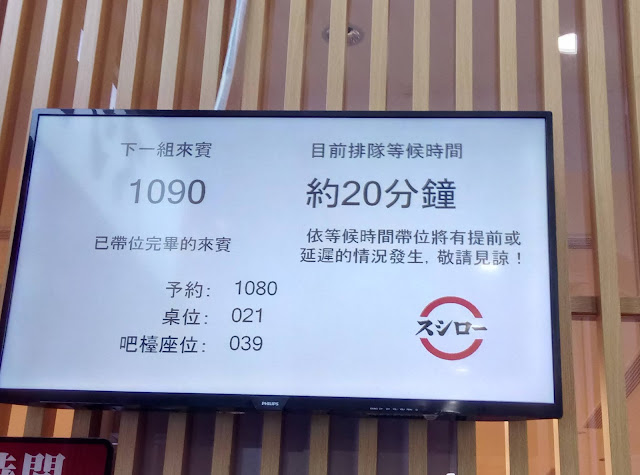 下一組來賓
1090
目前排隊等候時間
約20分鐘
已帶位完畢的來賓
依等候時間帶位將有提前或
延遲的情況發生, 敬請見諒！
予約: 1080
桌位: 021
吧檯座位: 039
スシロー
PHILIPS
時間